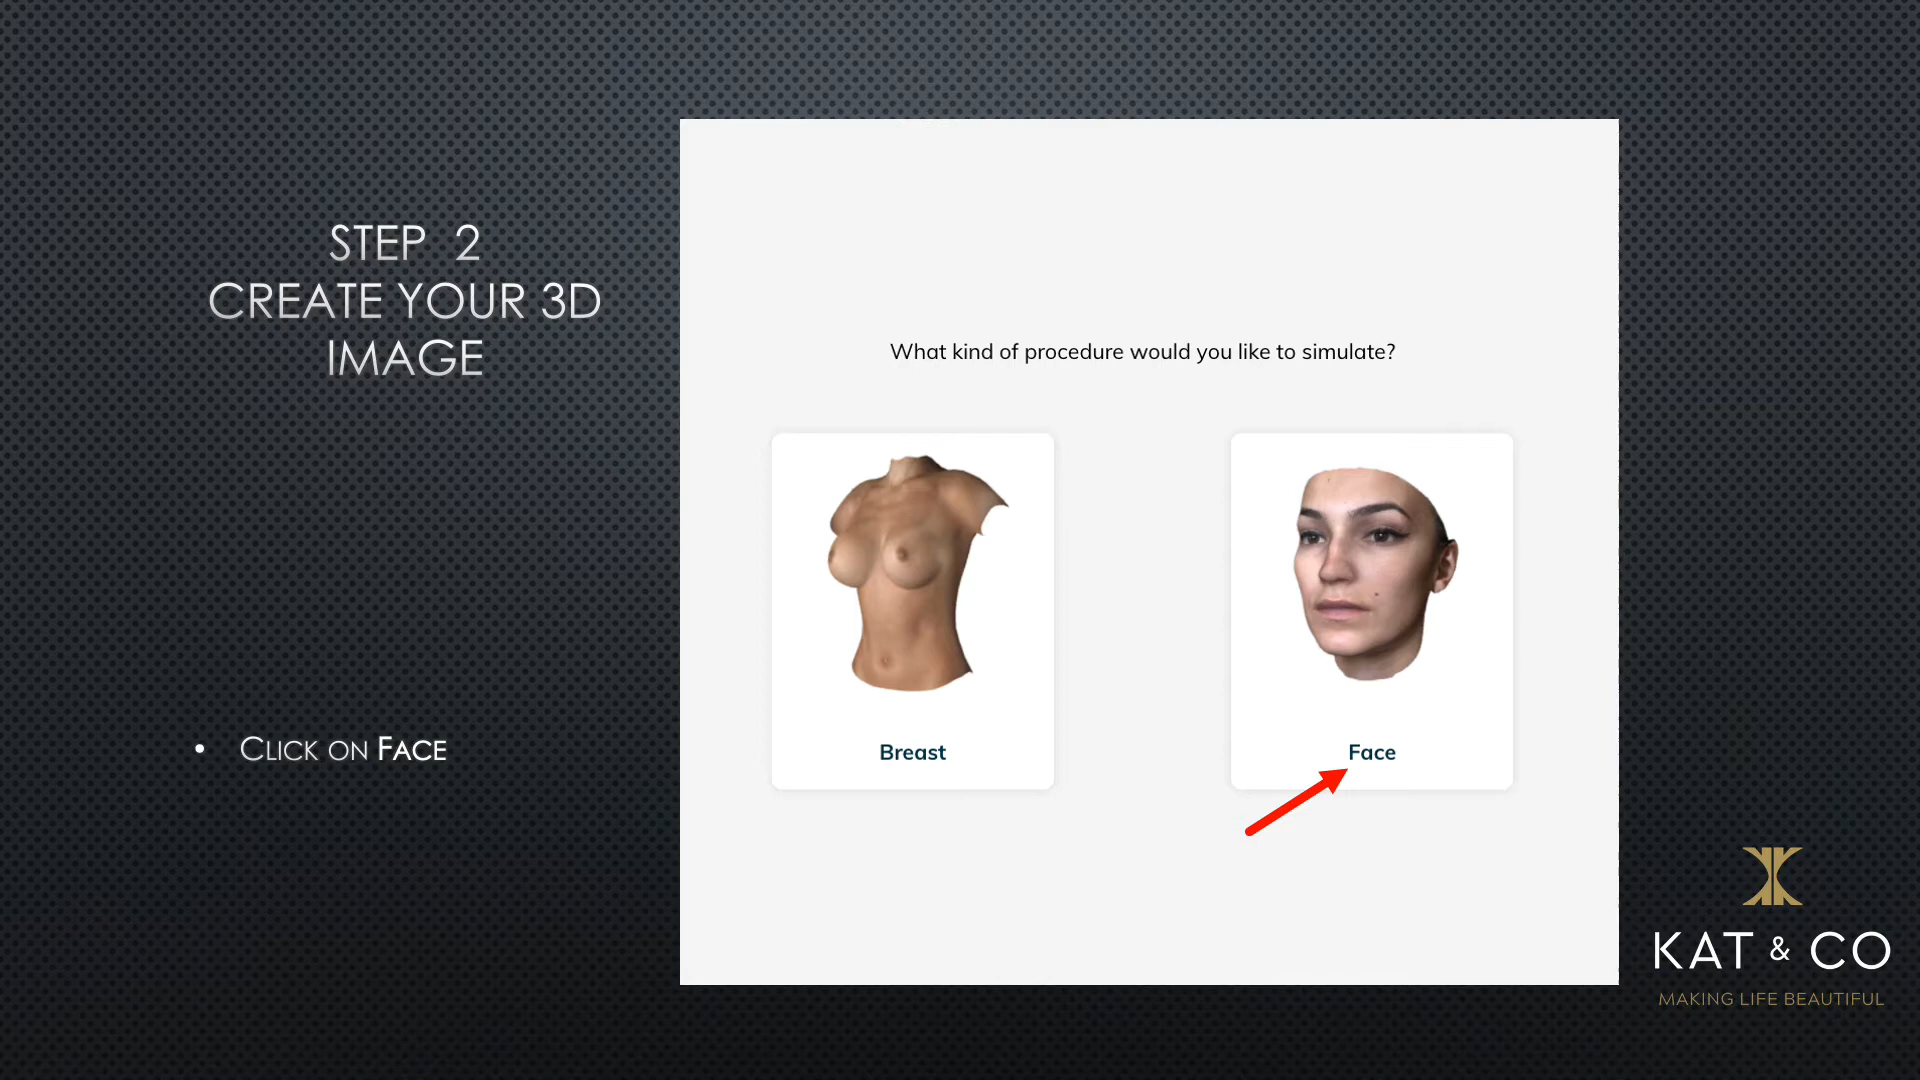 STEP 2
CREATE YOUR 3D
IMAGE
• CLICK ON FACE
What kind of procedure would you like to simulate?
Breast
Face
KAT & CO
MAKING LIFE BEAUTIFUL